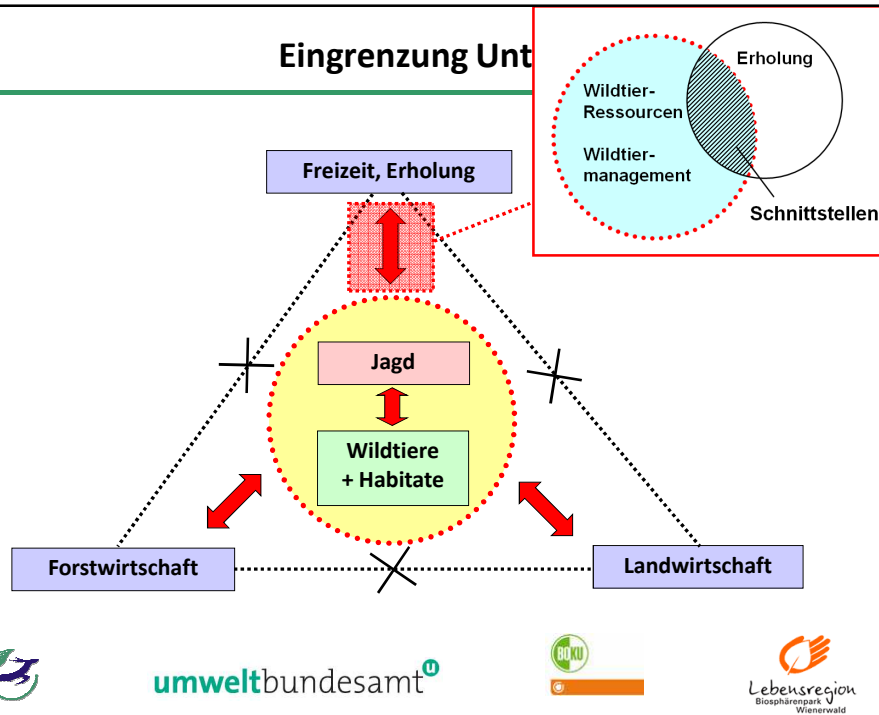 Eingrenzung Unt
Erholung
Wildtier-
Ressourcen
Wildtier-
management
Schnittstellen
Freizeit, Erholung
Jagd
Wildtiere
+ Habitate
Forstwirtschaft
Landwirtschaft
umweltbundesamt
BOKU
Lebensregion
Biosphärenpark
Wienerwald